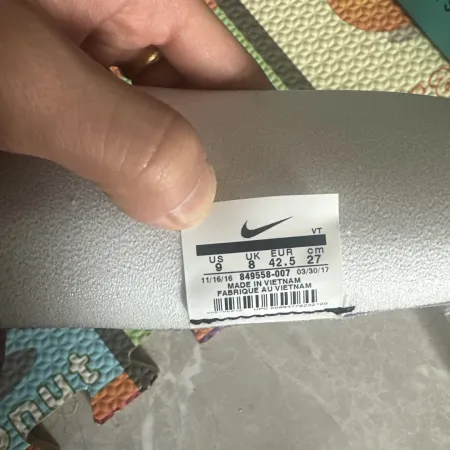 VT
US UK EUR cm
9 8 42.5 27
11/16/16 849558-007 03/30/17
MADE IN VIETNAM
FABRIQUE AU VIETNAM
nut